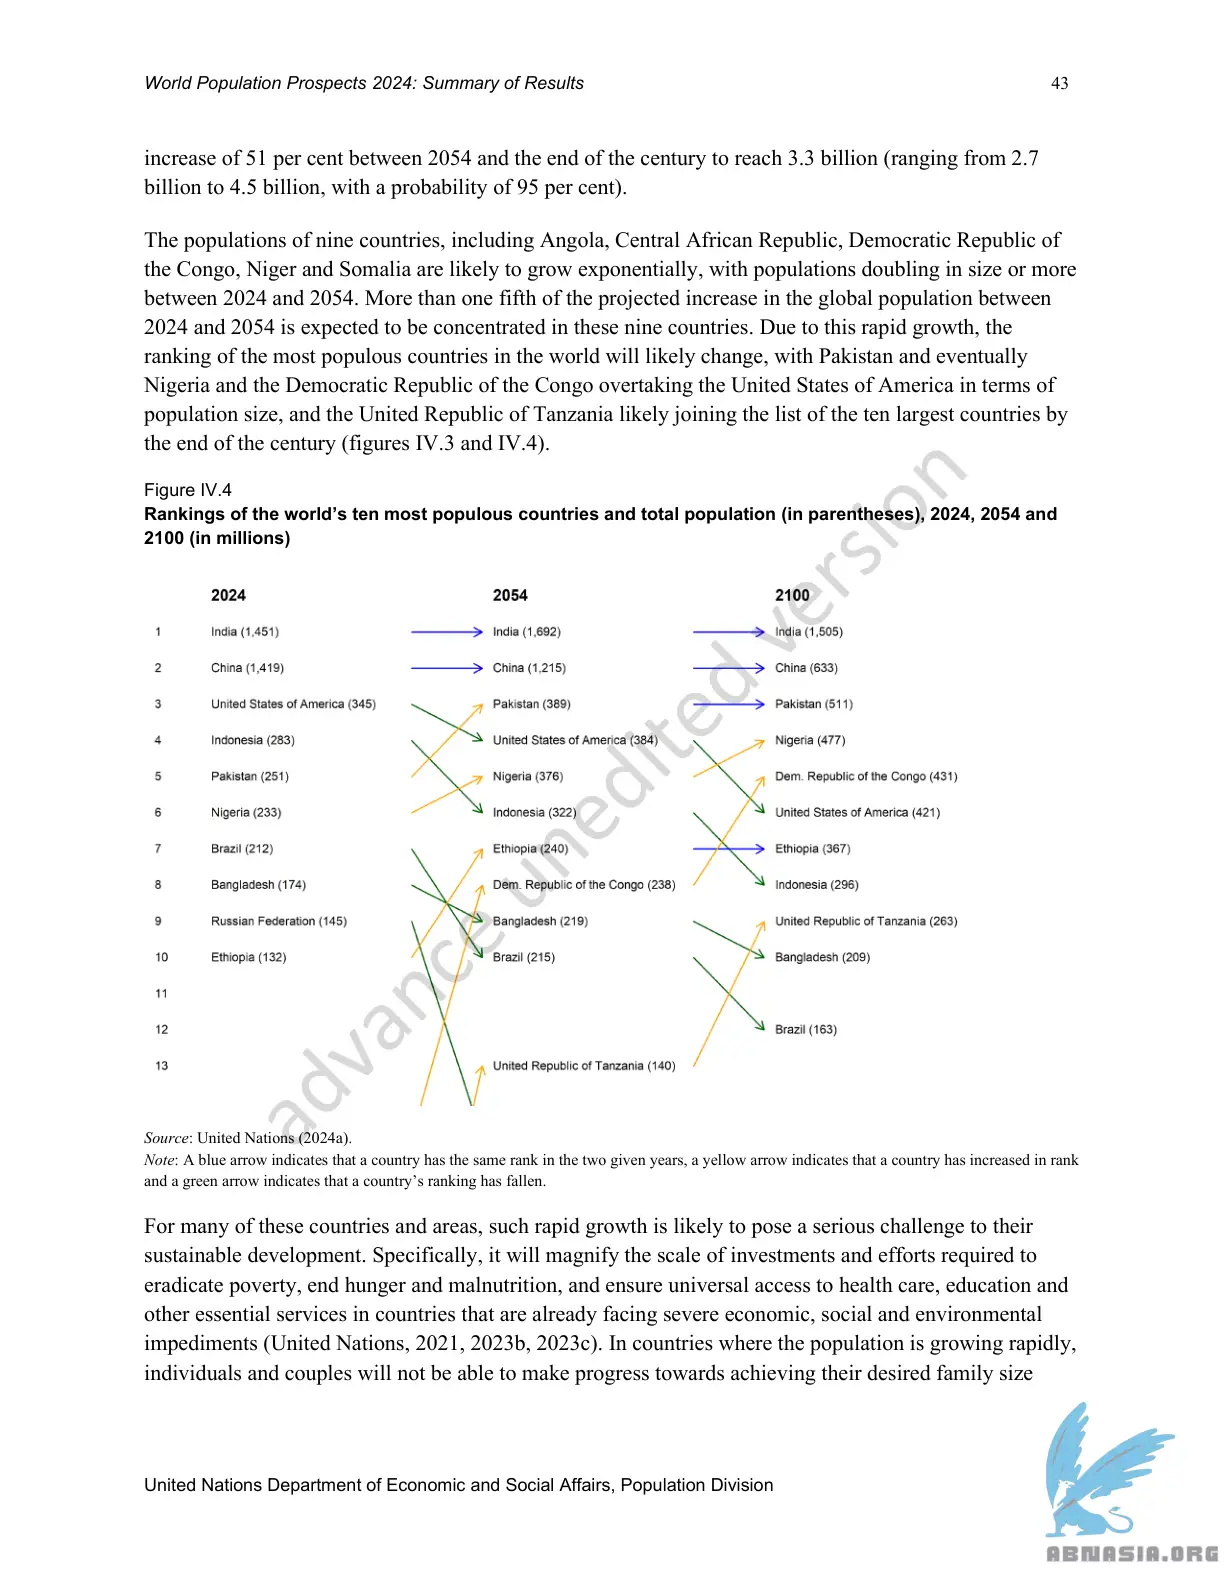 World Population Prospects 2024: Summary of Results 43
increase of 51 per cent between 2054 and the end of the century to reach 3.3 billion (ranging from 2.7
billion to 4.5 billion, with a probability of 95 per cent).
The populations of nine countries, including Angola, Central African Republic, Democratic Republic of
the Congo, Niger and Somalia are likely to grow exponentially, with populations doubling in size or more
between 2024 and 2054. More than one fifth of the projected increase in the global population between
2024 and 2054 is expected to be concentrated in these nine countries. Due to this rapid growth, the
ranking of the most populous countries in the world will likely change, with Pakistan and eventually
Nigeria and the Democratic Republic of the Congo overtaking the United States of America in terms of
population size, and the United Republic of Tanzania likely joining the list of the ten largest countries by
the end of the century (figures IV.3 and IV.4).
Figure IV.4
Rankings of the world's ten most populous countries and total population (in parentheses), 2024, 2054 and
2100 (in millions)
2024 2054 2100
1 India (1,451) India (1,692) India (1,505)
2 China (1,419) China (1,215) China (633)
3 United States of America (345) Pakistan (389) Pakistan (511)
4 Indonesia (283) United States of America (384) Nigeria (477)
5 Pakistan (251) Nigeria (376) Dem. Republic of the Congo (431)
6 Nigeria (233) Indonesia (322) United States of America (421)
7 Brazil (212) Ethiopia (240) Ethiopia (367)
8 Bangladesh (174) Dem. Republic of the Congo (238) Indonesia (296)
9 Russian Federation (145) Bangladesh (219) United Republic of Tanzania (263)
10 Ethiopia (132) Brazil (215) Bangladesh (209)
11
12 Brazil (163)
13 United Republic of Tanzania (140)
advance unedited version
Source: United Nations (2024a).
Note: A blue arrow indicates that a country has the same rank in the two given years, a yellow arrow indicates that a country has increased in rank
and a green arrow indicates that a country's ranking has fallen.
For many of these countries and areas, such rapid growth is likely to pose a serious challenge to their
sustainable development. Specifically, it will magnify the scale of investments and efforts required to
eradicate poverty, end hunger and malnutrition, and ensure universal access to health care, education and
other essential services in countries that are already facing severe economic, social and environmental
impediments (United Nations, 2021, 2023b, 2023c). In countries where the population is growing rapidly,
individuals and couples will not be able to make progress towards achieving their desired family size
United Nations Department of Economic and Social Affairs, Population Division
ABNASIA.ORG